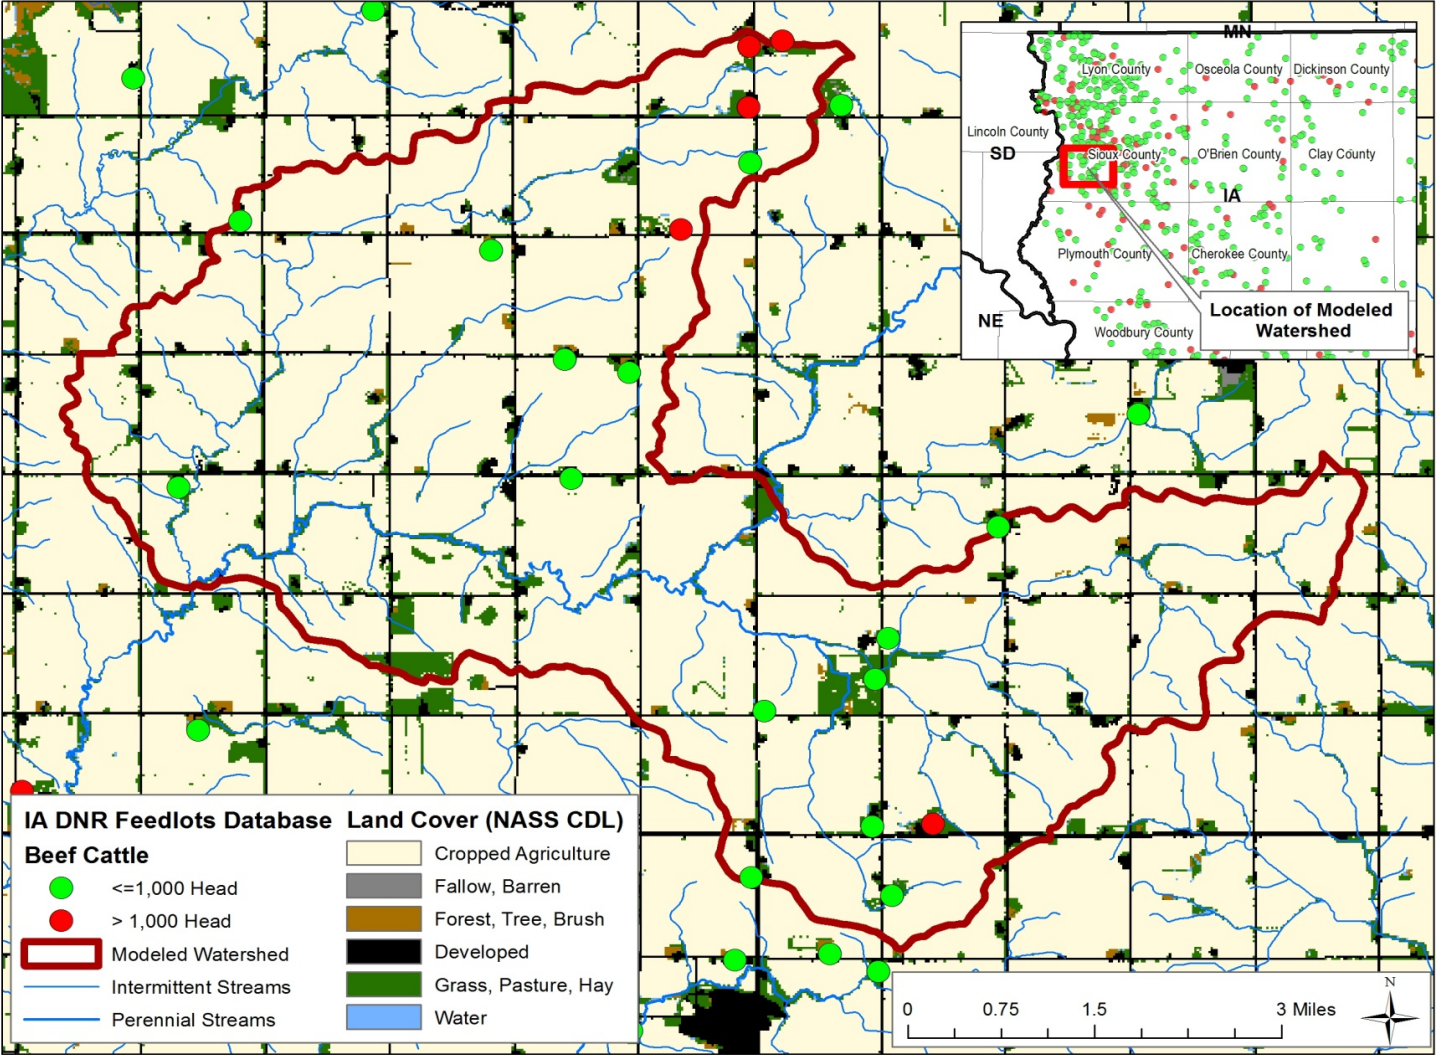 MN
Lyon County
Osceola County
Dickinson County
Lincoln County
SD
Sioux County
O'Brien County
Clay County
IA
Plymouth County
Cherokee County
NE
Woodbury County
Location of Modeled
Watershed
IA DNR Feedlots Database
Beef Cattle
<=1,000 Head
> 1,000 Head
Modeled Watershed
Intermittent Streams
Perennial Streams
Land Cover (NASS CDL)
Cropped Agriculture
Fallow, Barren
Forest, Tree, Brush
Developed
Grass, Pasture, Hay
Water
N
0 0.75 1.5 3 Miles